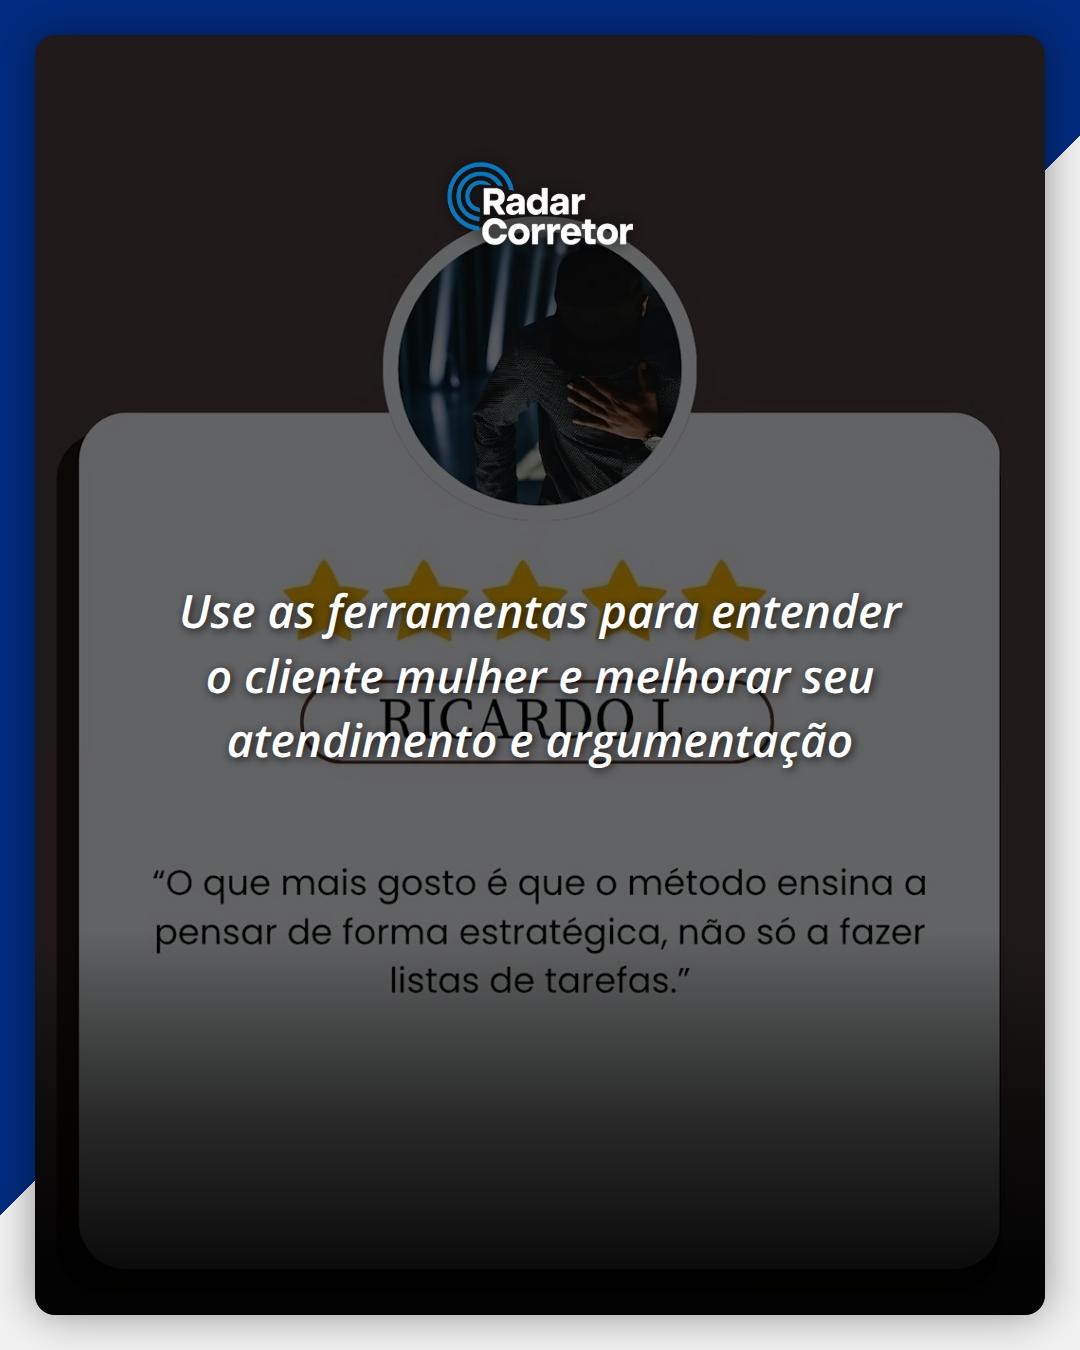 Radar
Corretor
Use as ferramentas para entender
o cliente mulher e melhorar seu
RICARDO L.
atendimento e argumentação
“O que mais gosto é que o método ensina a
pensar de forma estratégica, não só a fazer
listas de tarefas.”